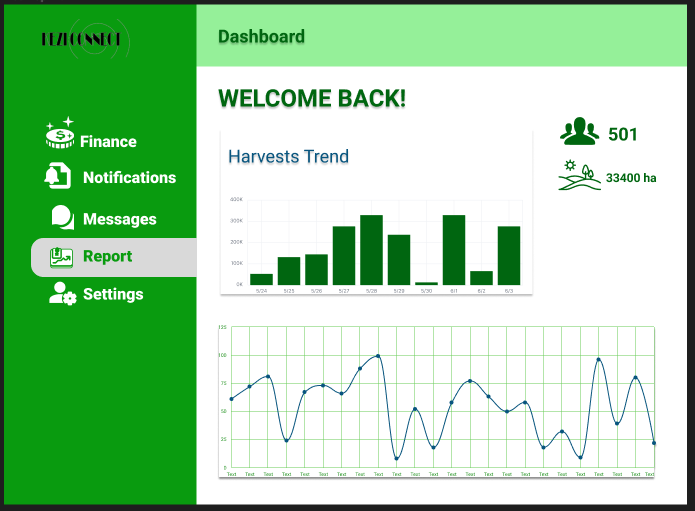 Dashboard
WELCOME BACK!
Finance
Notifications
Messages
Report
Settings
501
33400 ha
Harvests Trend
400K
300K
200K
100K
0K
5/24 5/25 5/26 5/27 5/28 5/29 5/30 6/1 6/2 6/3
125
100
75
50
25
0
Text Text Text Text Text Text Text Text Text Text Text Text Text Text Text Text Text Text Text Text Text Text Text Text